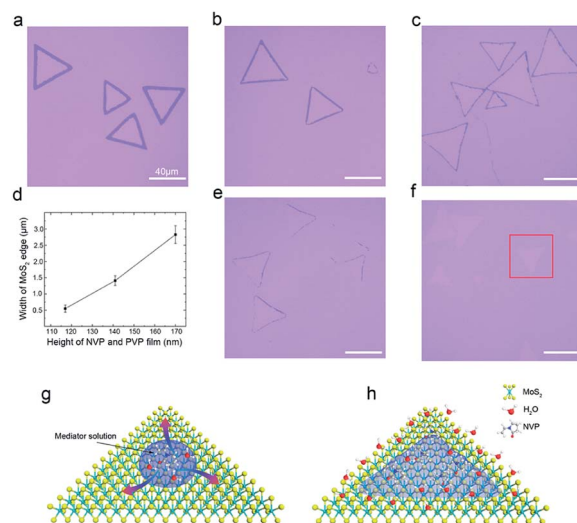 a
b
c
40μm
d
Width of MoS₂ edge (μm)
3.0
2.5
2.0
1.5
1.0
0.5
110 120 130 140 150 160 170
Height of NVP and PVP film (nm)
e
f
g
Mediator solution
h
MoS₂
H₂O
NVP